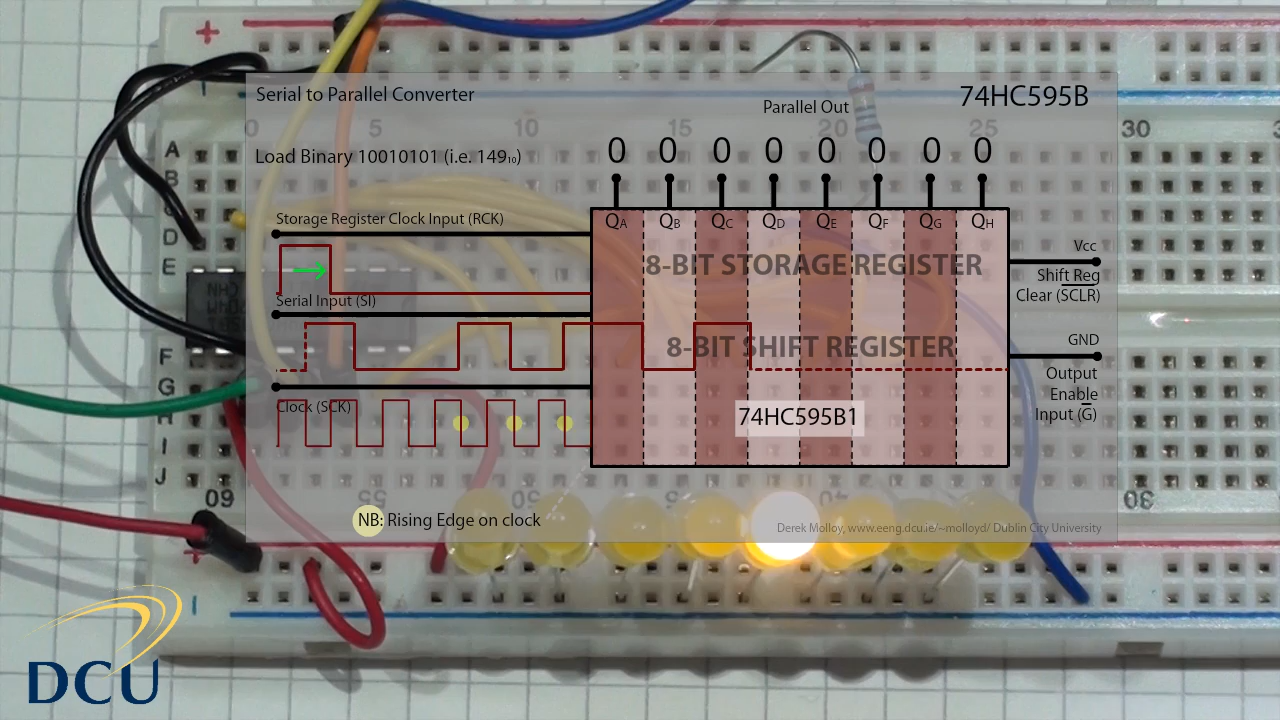 Serial to Parallel Converter
74HC595B
Parallel Out
Load Binary 10010101 (i.e. 149₁₀)
0 0 0 0 0 0 0 0
Storage Register Clock Input (RCK)
QA QB QC QD QE QF QG QH
8-BIT STORAGE REGISTER
Vcc
Shift Reg
Clear (SCLR)
Serial Input (SI)
8-BIT SHIFT REGISTER
GND
Output
Enable
Input (G)
Clock (SCK)
74HC595B1
NB: Rising Edge on clock
Derek Molloy, www.eeng.dcu.ie/~molloyd/ Dublin City University
+
0 5 10 15 20 25 30
A
B
D
E
F
G
H
I
J
60 55 30
+
DCU